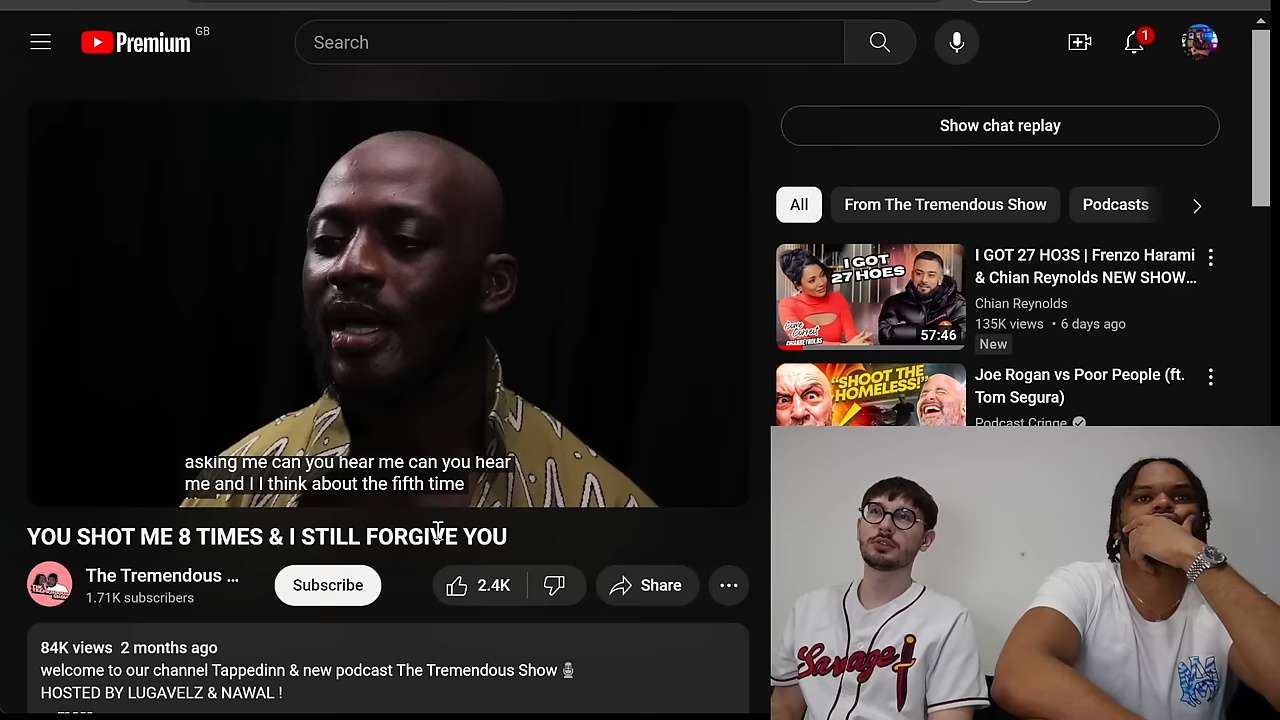 Premium GB
Search
1
Show chat replay
All
From The Tremendous Show
Podcasts
I GOT
27 HOES
57:46
I GOT 27 HO3S | Frenzo Harami
& Chian Reynolds NEW SHOW...
Chian Reynolds
135K views • 6 days ago
New
"SHOOT THE
HOMELESS!"
Joe Rogan vs Poor People (ft.
Tom Segura)
Podcast Cringe
asking me can you hear me can you hear
me and I I think about the fifth time
YOU SHOT ME 8 TIMES & I STILL FORGIVE YOU
The Tremendous ...
1.71K subscribers
Subscribe
2.4K
Share
84K views 2 months ago
welcome to our channel Tappedinn & new podcast The Tremendous Show
HOSTED BY LUGAVELZ & NAWAL !
Savage